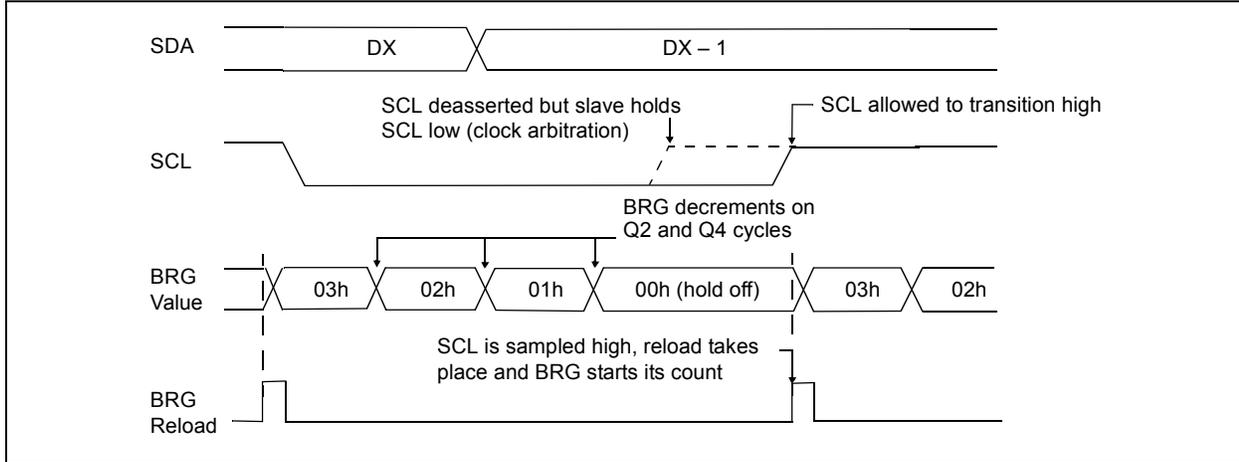 SDA
DX
DX – 1
SCL deasserted but slave holds
SCL low (clock arbitration)
SCL allowed to transition high
SCL
BRG decrements on
Q2 and Q4 cycles
BRG
Value
03h
02h
01h
00h (hold off)
03h
02h
SCL is sampled high, reload takes
place and BRG starts its count
BRG
Reload